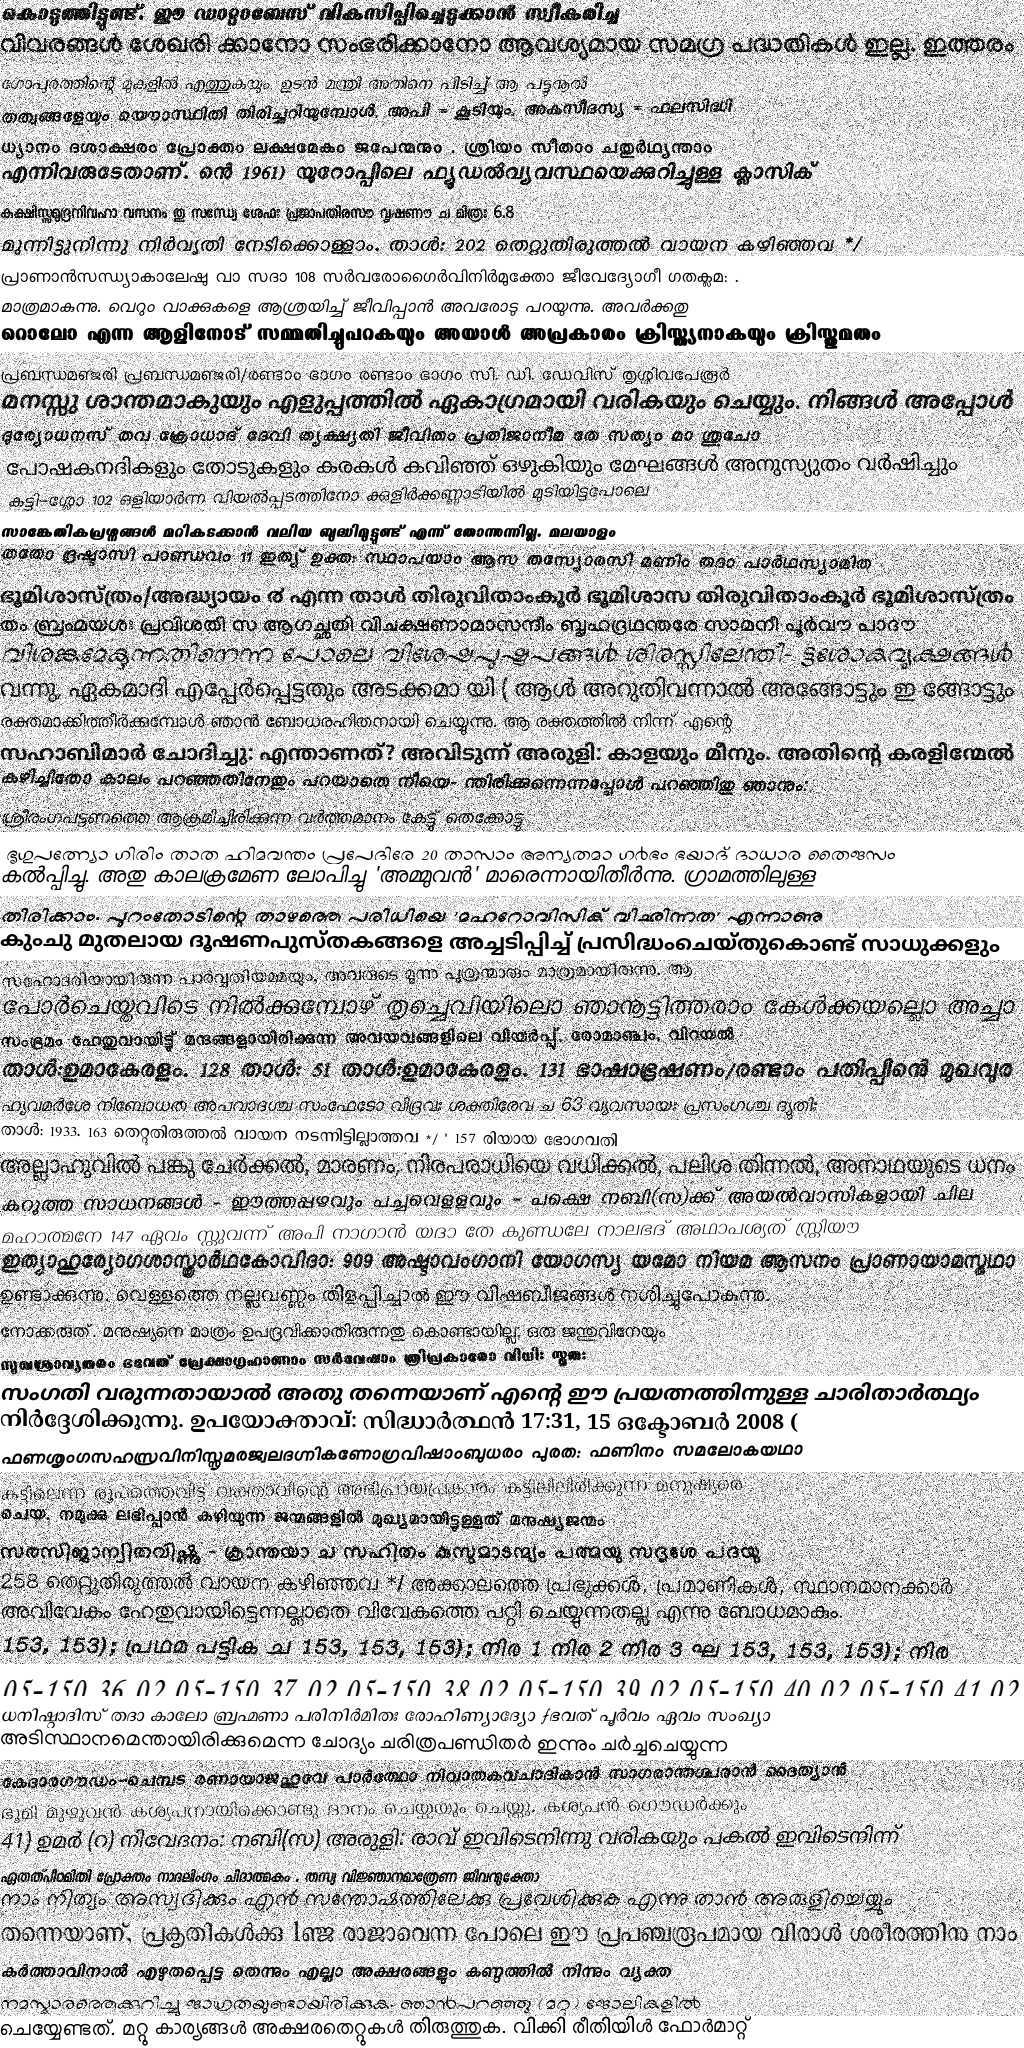 കൊടുത്തിട്ടുണ്ട്. ഈ ഡാറ്റാബേസ് വികസിപ്പിച്ചെടുക്കാൻ സ്വീകരിച്ച
വിവരങ്ങൾ ശേഖരി ക്കാനോ സംഭരിക്കാനോ ആവശ്യമായ സമഗ്ര പദ്ധതികൾ ഇല്ല. ഇത്തരം
ഗോപുരത്തിന്റെ മുകളിൽ എത്തുകയും, ഉടൻ മന്ത്രി അതിനെ പിടിച്ച് ആ പട്ടുനൂൽ
തത്വങ്ങളേയും യൌാസ്ഥിതി തിരിച്ചറിയുമ്പോൾ. അപി = കൂടിയും. അകസീദസ്യ = ഫലസിദ്ധി
ധ്യാനം ദശാക്ഷരം പ്രോക്തം ലക്ഷമേകം ജപേന്മനും . ശ്രിയം സീതാം ചതുർഥ്യന്താം
എന്നിവരുടേതാണ്. ൻെ 1961) യൂറോപ്പിലെ ഫ്യൂഡൽവ്യവസ്ഥയെക്കുറിച്ചുള്ള ക്ലാസിക്
കുക്ഷിസ്സമുദ്രനിവഹാ വസനം തു സന്ധ്യേ ശേഫഃ പ്രജാപതിരസൗ വൃഷണൗ ച മിത്രഃ 6.8
മുന്നിട്ടുനിന്നു നിർവൃതി നേടിക്കൊള്ളാം. താൾ: 202 തെറ്റുതിരുത്തൽ വായന കഴിഞ്ഞവ */
പ്രാണാൻസന്ധ്യാകാലേഷു വാ സദാ 108 സർവരോഗൈർവിനിർമുക്തോ ജീവേദ്യോഗീ ഗതക്ലമഃ .
മാത്രമാകുന്നു. വെറും വാക്കുകളെ ആശ്രയിച്ച് ജീവിപ്പാൻ അവരോടു പറയുന്നു. അവർക്കതു
റൊലോ എന്ന ആളിനോട് സമ്മതിച്ചുപറകയും അയാൾ അപ്രകാരം ക്രിസ്ത്യനാകയും ക്രിസ്തുമതം
പ്രബന്ധമഞ്ജരി പ്രബന്ധമഞ്ജരി/രണ്ടാം ഭാഗം രണ്ടാം ഭാഗം സി. ഡി. ഡേവിസ് തൃശ്ശിവപേരൂർ
മനസ്സു ശാന്തമാകുയും എളുപ്പത്തിൽ ഏകാഗ്രമായി വരികയും ചെയ്യും. നിങ്ങൾ അപ്പോൾ
ദുര്യോധനസ് തവ ക്രോധാദ് ദേവി ത്യക്ഷ്യതി ജീവിതം പ്രതിജാനീമ തേ സത്യം മാ ശുചോ
പോഷകനദികളും തോടുകളും കരകൾ കവിഞ്ഞ് ഒഴുകിയും മേഘങ്ങൾ അനുസ്യുതം വർഷിച്ചും
കുട്ടി-ശ്ലോ 102 ഒളിയാർന്ന വിയൽപ്പടത്തിനോ ക്കുളിർക്കണ്ണാടിയിൽ മുടിയിട്ടപോലെ
സാങ്കേതികപ്രശ്നങ്ങൾ മറികടക്കാൻ വലിയ ബുദ്ധിമുട്ടുണ്ട് എന്ന് തോന്നുന്നില്ല. മലയാളം
തതോ ദൃഷ്ട്വാസി പാണ്ഡവം 11 ഇത്യ് ഉക്തഃ സ്ഥാപയാം ആസ തസ്യോരസി മണിം തദാ പാർഥസ്യാമിത
ഭൂമിശാസ്ത്രം/അദ്ധ്യായം ൪ എന്ന താൾ തിരുവിതാംകൂർ ഭൂമിശാസ തിരുവിതാംകൂർ ഭൂമിശാസ്ത്രം
തം ബ്രഹ്മയശഃ പ്രവിശതി സ ആഗച്ഛതി വിചക്ഷണാമാസന്ദീം ബൃഹദ്രഥന്തരേ സാമനീ പൂർവൗ പാദൗ
വിശങ്കമേകുന്നതിനെന്ന പോലെ വിശേഷപുഷ്പങ്ങൾ ശിരസ്സിലേന്തി- ട്ടശോകവൃക്ഷങ്ങൾ
വന്നു, ഏകമാദി എപ്പേർപ്പെട്ടതും അടക്കമാ യി ( ആൾ അറുതിവന്നാൽ അങ്ങോട്ടും ഇ ങ്ങോട്ടും
രക്തമാക്കിത്തീർക്കുമ്പോൾ ഞാൻ ബോധരഹിതനായി ചെയ്യുന്നു. ആ രക്തത്തിൽ നിന്ന് എന്റെ
സഹാബിമാർ ചോദിച്ചു: എന്താണത്? അവിടുന്ന് അരുളി: കാളയും മീനും. അതിന്റെ കരളിന്മേൽ
കഴിച്ചിതോ കാലം പറഞ്ഞതിനേതും പറയാതെ നീയെ- ന്തിരിക്കുന്നെന്നപ്പോൾ പറഞ്ഞിതു ഞാനും:
ശ്രീരംഗപട്ടണത്തെ ആക്രമിച്ചിരിക്കുന്ന വർത്തമാനം കേട്ടു് തെക്കോട്ടു
ഭൃഗുപത്ന്യോ ഗിരിം താത ഹിമവന്തം പ്രപേദിരേ 20 താസാം അന്യതമാ ഗർഭം ഭയാദ് ദാധാര തൈജസം
കൽപ്പിച്ചു. അതു കാലക്രമേണ ലോപിച്ചു 'അമ്മുവൻ' മാരെന്നായിതീർന്നു. ഗ്രാമത്തിലുള്ള
തിരിക്കാം. പുറംതോടിന്റെ താഴത്തെ പരിധിയെ 'മഹറോവിസിക് വിഛിന്നത' എന്നാണു
കുംചു മുതലായ ദൂഷണപുസ്തകങ്ങളെ അച്ചടിപ്പിച്ച് പ്രസിദ്ധംചെയ്തുകൊണ്ട് സാധുക്കളും
സഹോദരിയായിരുന്ന പാർവ്വതിയമ്മയും, അവരുടെ മൂന്നു പുത്രന്മാരും മാത്രമായിരുന്നു. ആ
പോർചെയ്തവിടെ നിൽക്കുമ്പോഴ് തൃച്ചെവിയിലൊ ഞാനൂട്ടിത്തരാം കേൾക്കയല്ലൊ അച്ഛാ
സംഭ്രമം ഹേതുവായിട്ട് മന്ദങ്ങളായിരിക്കുന്ന അവയവങ്ങളിലെ വിയർപ്പ്, രോമാഞ്ചം, വിറയൽ
താൾ:ഉമാകേരളം. 128 താൾ: 51 താൾ:ഉമാകേരളം. 131 ഭാഷാഭൂഷണം/രണ്ടാം പതിപ്പിന്റെ മുഖവുര
ഹ്യവമർശേ നിബോധത അപവാദശ്ച സംഫേടോ വിദ്രവഃ ശക്തിരേവ ച 63 വ്യവസായഃ പ്രസംഗശ്ച ദ്യുതിഃ
താൾ: 1933. 163 തെറ്റുതിരുത്തൽ വായന നടന്നിട്ടില്ലാത്തവ */ ' 157 രിയായ ഭോഗവതി
അല്ലാഹുവിൽ പങ്കു ചേർക്കൽ, മാരണം, നിരപരാധിയെ വധിക്കൽ, പലിശ തിന്നൽ, അനാഥയുടെ ധനം
കറുത്ത സാധനങ്ങൾ - ഈത്തപ്പഴവും പച്ചവെള്ളവും - പക്ഷെ നബി(സ)ക്ക് അയൽവാസികളായി ചില
മഹാത്മനേ 147 ഏവം സ്തുവന്ന് അപി നാഗാൻ യദാ തേ കുണ്ഡലേ നാലഭദ് അഥാപശ്യത് സ്ത്രിയൗ
ഇത്യാഹുര്യോഗശാസ്ത്രാർഥകോവിദാഃ 909 അഷ്ടാവംഗാനി യോഗസ്യ യമോ നിയമ ആസനം പ്രാണായാമസ്തഥാ
ഉണ്ടാക്കുന്നു. വെള്ളത്തെ നല്ലവണ്ണം തിളപ്പിച്ചാൽ ഈ വിഷബീജങ്ങൾ നശിച്ചുപോകുന്നു.
നോക്കരുത്. മനുഷ്യനെ മാത്രം ഉപദ്രവിക്കാതിരുന്നതു കൊണ്ടായില്ല; ഒരു ജന്തുവിനേയും
സുഖശ്രാവ്യതരം ഭവേത് പ്രേക്ഷാഗൃഹാണാം സർവേഷാം ത്രിപ്രകാരോ വിധിഃ സ്മൃതഃ
സംഗതി വരുന്നതായാൽ അതു തന്നെയാണ് എന്റെ ഈ പ്രയത്നത്തിന്നുള്ള ചാരിതാർത്ഥ്യം
നിർദ്ദേശിക്കുന്നു. ഉപയോക്താവ്: സിദ്ധാർത്ഥൻ 17:31, 15 ഒക്ടോബർ 2008 (
ഫണശൃംഗസഹസ്രവിനിസ്സൃമരജ്വലദഗ്നികണോഗ്രവിഷാംബുധരം പുരതഃ ഫണിനം സമലോകയഥാ
കട്ടിലെന്ന രൂപത്തെവിട്ട് വക്താവിന്റെ അഭിപ്രായപ്രകാരം കട്ടിലിലിരിക്കുന്ന മനുഷ്യരെ
ചെയു. നമുക്കു ലഭിപ്പാൻ കഴിയുന്ന ജന്മങ്ങളിൽ മുഖ്യമായിട്ടുള്ളത് മനുഷ്യജന്മം
സരസിജാന്വിതവിഷ്ണു - ക്രാന്തയാ ച സഹിതം കുസുമാടന്മ്യം പത്മയു സദൃശേ പദയു
258 തെറ്റുതിരുത്തൽ വായന കഴിഞ്ഞവ */ അക്കാലത്തെ പ്രഭുക്കൾ, പ്രമാണികൾ, സ്ഥാനമാനക്കാർ
അവിവേകം ഹേതുവായിട്ടെന്നല്ലാതെ വിവേകത്തെ പറ്റി ചെയ്യുന്നതല്ല എന്നു ബോധമാകും.
153, 153); പ്രഥമ പട്ടിക ച 153, 153, 153); നിര 1 നിര 2 നിര 3 ഘ 153, 153, 153); നിര
05-150 36 02 05-150 37 02 05-150 38 02 05-150 39 02 05-150 40 02 05-150 41 02
ധനിഷ്ഠാദിസ് തദാ കാലോ ബ്രഹ്മണാ പരിനിർമിതഃ രോഹിണ്യാദ്യോ ഽഭവത് പൂർവം ഏവം സംഖ്യാ
അടിസ്ഥാനമെന്തായിരിക്കുമെന്ന ചോദ്യം ചരിത്രപണ്ഡിതർ ഇന്നും ചർച്ചചെയ്യുന്ന
കേദാരഗൗഡം-ചെമ്പട രണായാജഹുവേ പാർത്ഥോ നിവാതകവചാദികാൻ സാഗരാന്തശ്ചരാൻ ദൈത്യാൻ
ഭൂമി മുഴുവൻ കശ്യപനായിക്കൊണ്ടു ദാനം ചെയ്തതും ചെയ്തു. കശ്യപൻ ഗൌഡർക്കും
41) ഉമർ (റ) നിവേദനം: നബി(സ) അരുളി: രാവ് ഇവിടെനിന്നു വരികയും പകൽ ഇവിടെനിന്ന്
ഏതത്പീഠമിതി പ്രോക്തം നാദലിംഗം ചിദാത്മകം . തസ്യ വിജ്ഞാനമാത്രേണ ജീവന്മുക്തോ
നാം നിത്യം അസ്വദിക്കും എൻ സന്തോഷത്തിലേക്കു പ്രവേശിക്കുക എന്നു താൻ അരുളിച്ചെയ്യും
തന്നെയാണ്, പ്രകൃതികൾക്കു 1ഞ്ജ രാജാവെന്ന പോലെ ഈ പ്രപഞ്ചരൂപമായ വിരാൾ ശരീരത്തിനു നാം
കർത്താവിനാൽ എഴുതപ്പെട്ട തെന്നും എല്ലാ അക്ഷരങ്ങളും കണ്ഠത്തിൽ നിന്നും വ്യക്ത
നമസ്കാരത്തെക്കുറിച്ചു ജാഗ്രതയുണ്ടായിരിക്കുക. ഞാൻപറഞ്ഞു (മറ്റു) ജോലികളിൽ
ചെയ്യേണ്ടത്. മറ്റു കാര്യങ്ങൾ അക്ഷരതെറ്റുകൾ തിരുത്തുക. വിക്കി രീതിയിൽ ഫോർമാറ്റ്